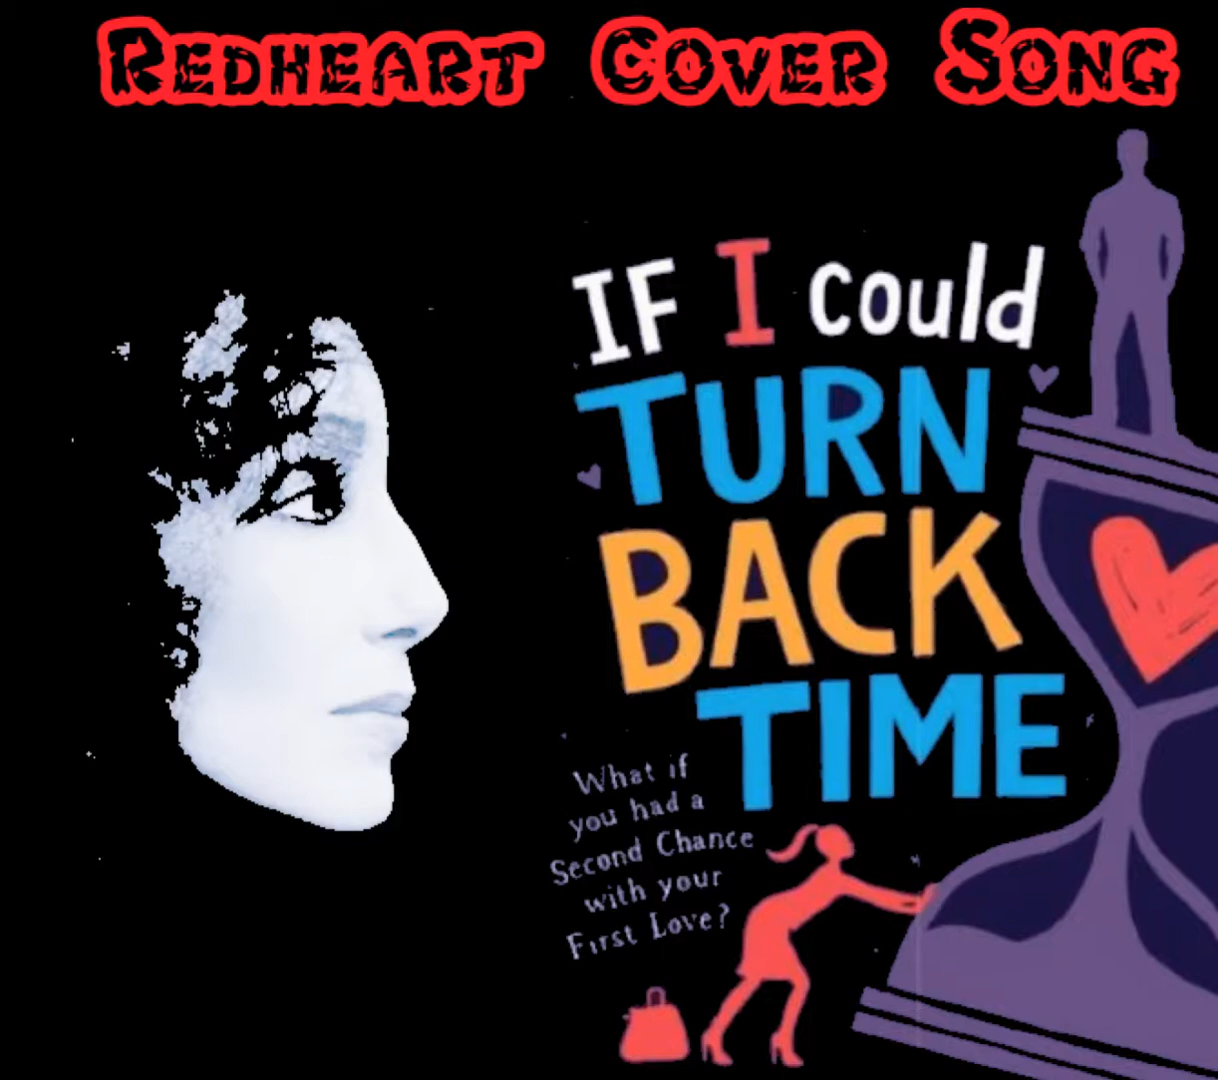 REDHEART COVER SONG
IF I could
TURN
BACK
TIME
What if
you had a
Second Chance
with your
First Love?